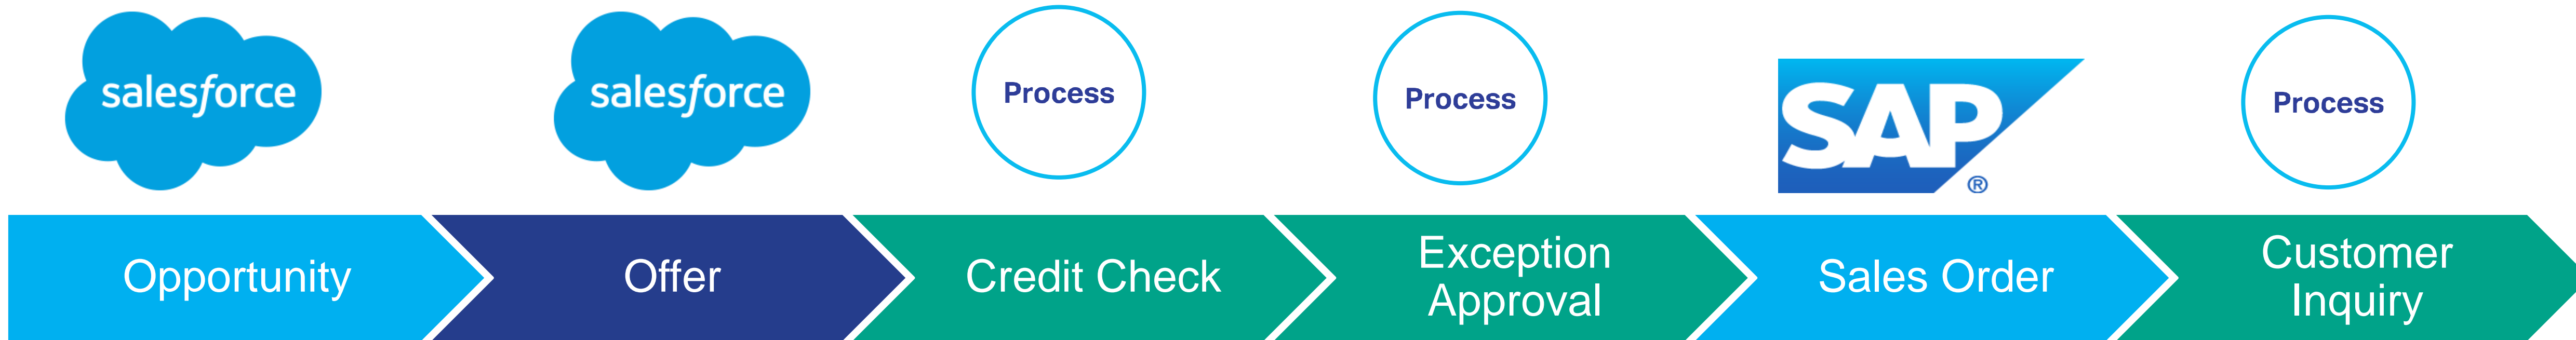 salesforce
salesforce
Process
Process
SAP
®
Process
Opportunity
Offer
Credit Check
Exception
Approval
Sales Order
Customer
Inquiry